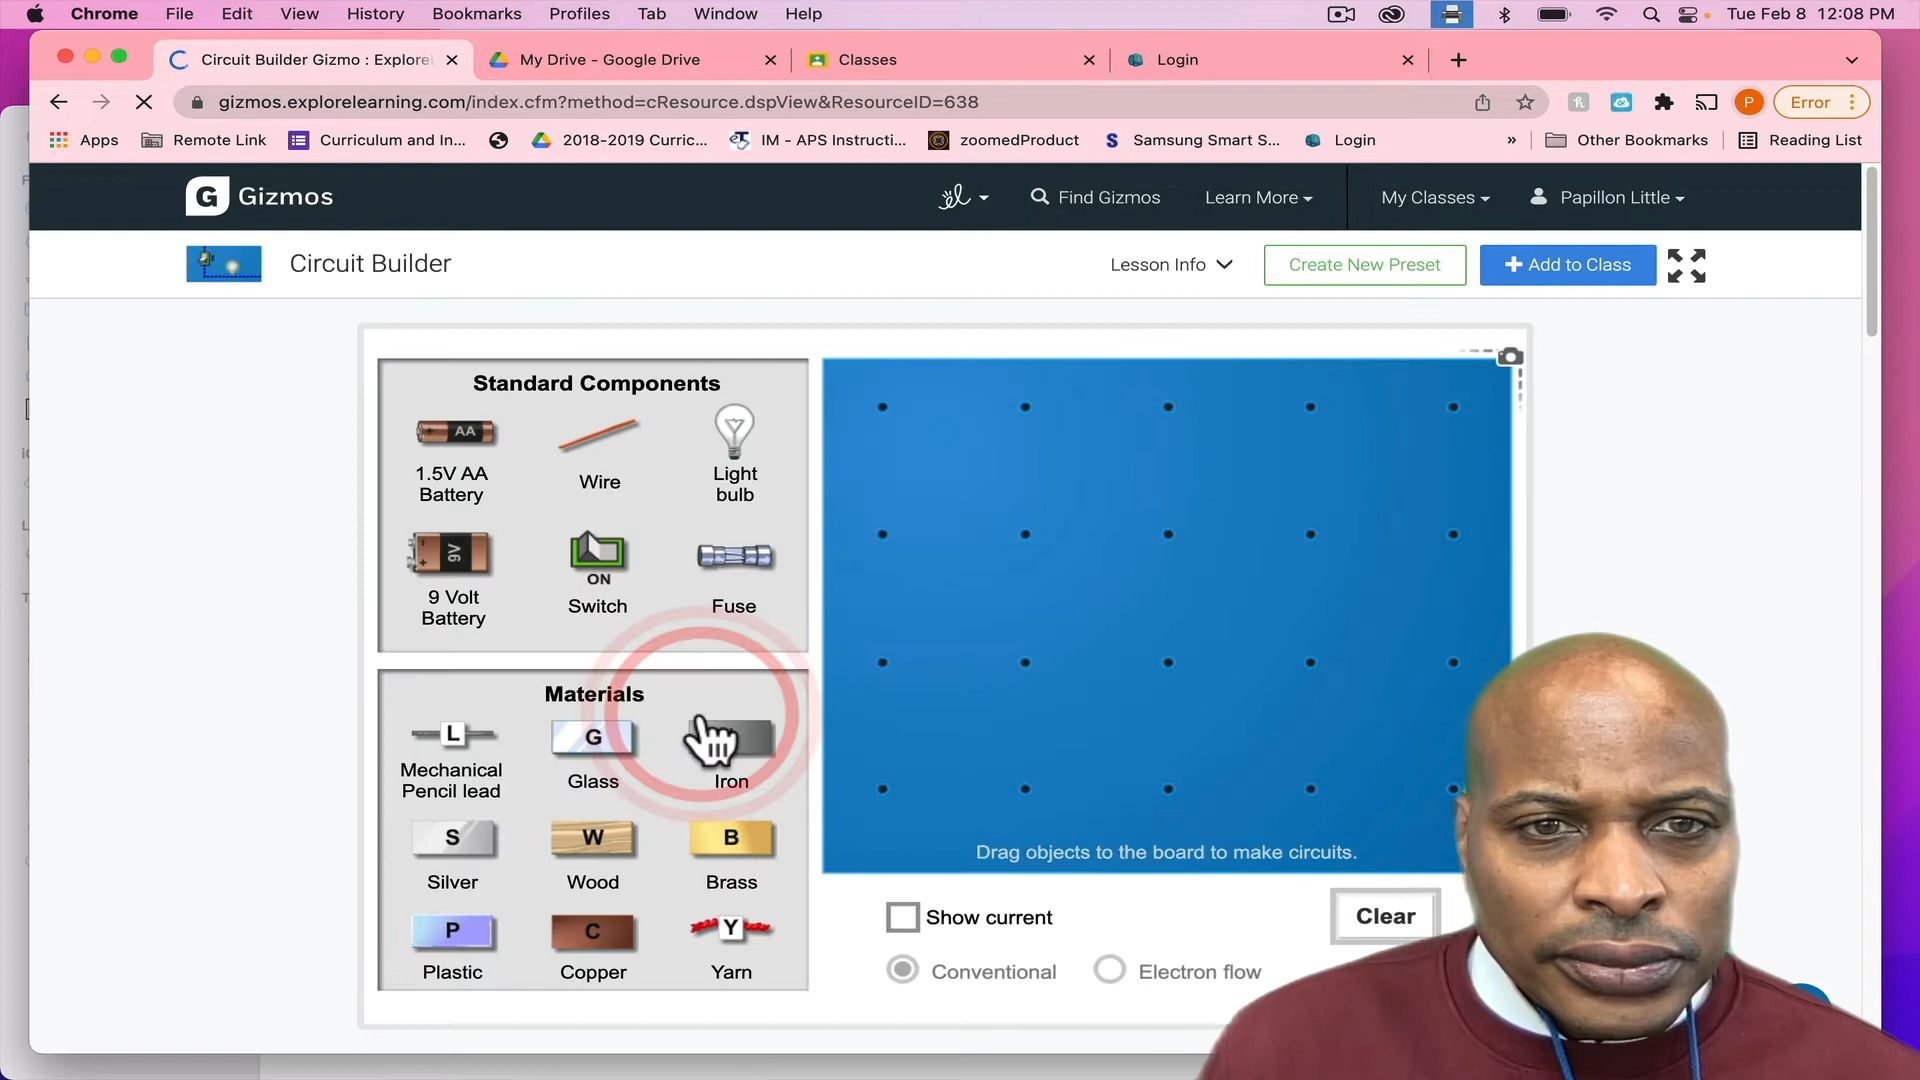 Chrome File Edit View History Bookmarks Profiles Tab Window Help Tue Feb 8 12:08 PM
Circuit Builder Gizmo : Explorel My Drive - Google Drive Classes Login
gizmos.explorelearning.com/index.cfm?method=cResource.dspView&ResourceID=638 P Error
Apps Remote Link Curriculum and In... 2018-2019 Curric... IM - APS Instructi... zoomedProduct S Samsung Smart S... Login » Other Bookmarks Reading List
G Gizmos el Find Gizmos Learn More My Classes Papillon Little
Circuit Builder Lesson Info Create New Preset + Add to Class
Standard Components
AA
1.5V AA
Battery
Wire
Light
bulb
9V
9 Volt
Battery
ON
Switch
Fuse
Materials
L
Mechanical
Pencil lead
G
Glass
Iron
S
Silver
W
Wood
B
Brass
P
Plastic
C
Copper
Y
Yarn
Drag objects to the board to make circuits.
Show current
Clear
Conventional Electron flow